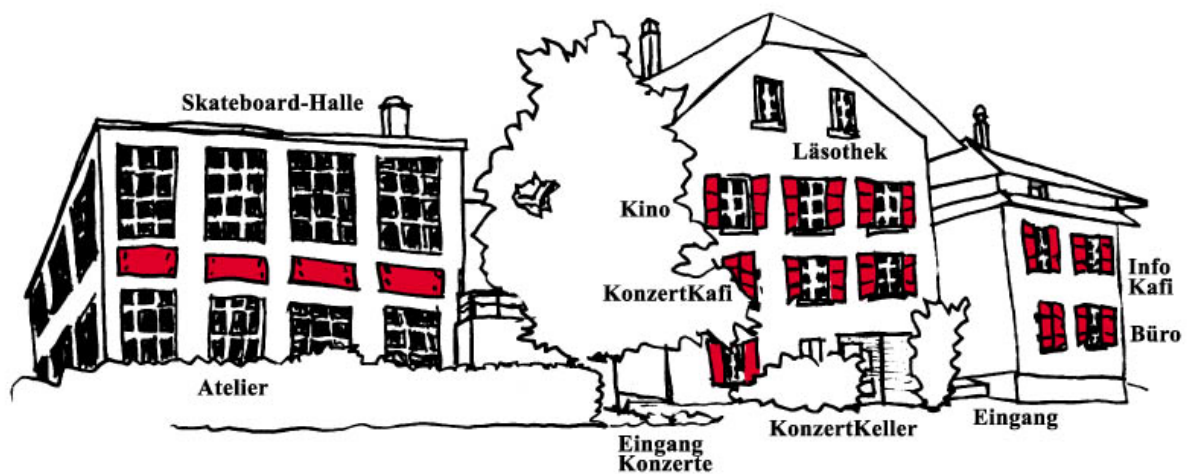 Skateboard-Halle
Läsothek
Kino
Info
Kafi
KonzertKafi
Büro
Atelier
Eingang
KonzertKeller
Eingang
Konzerte